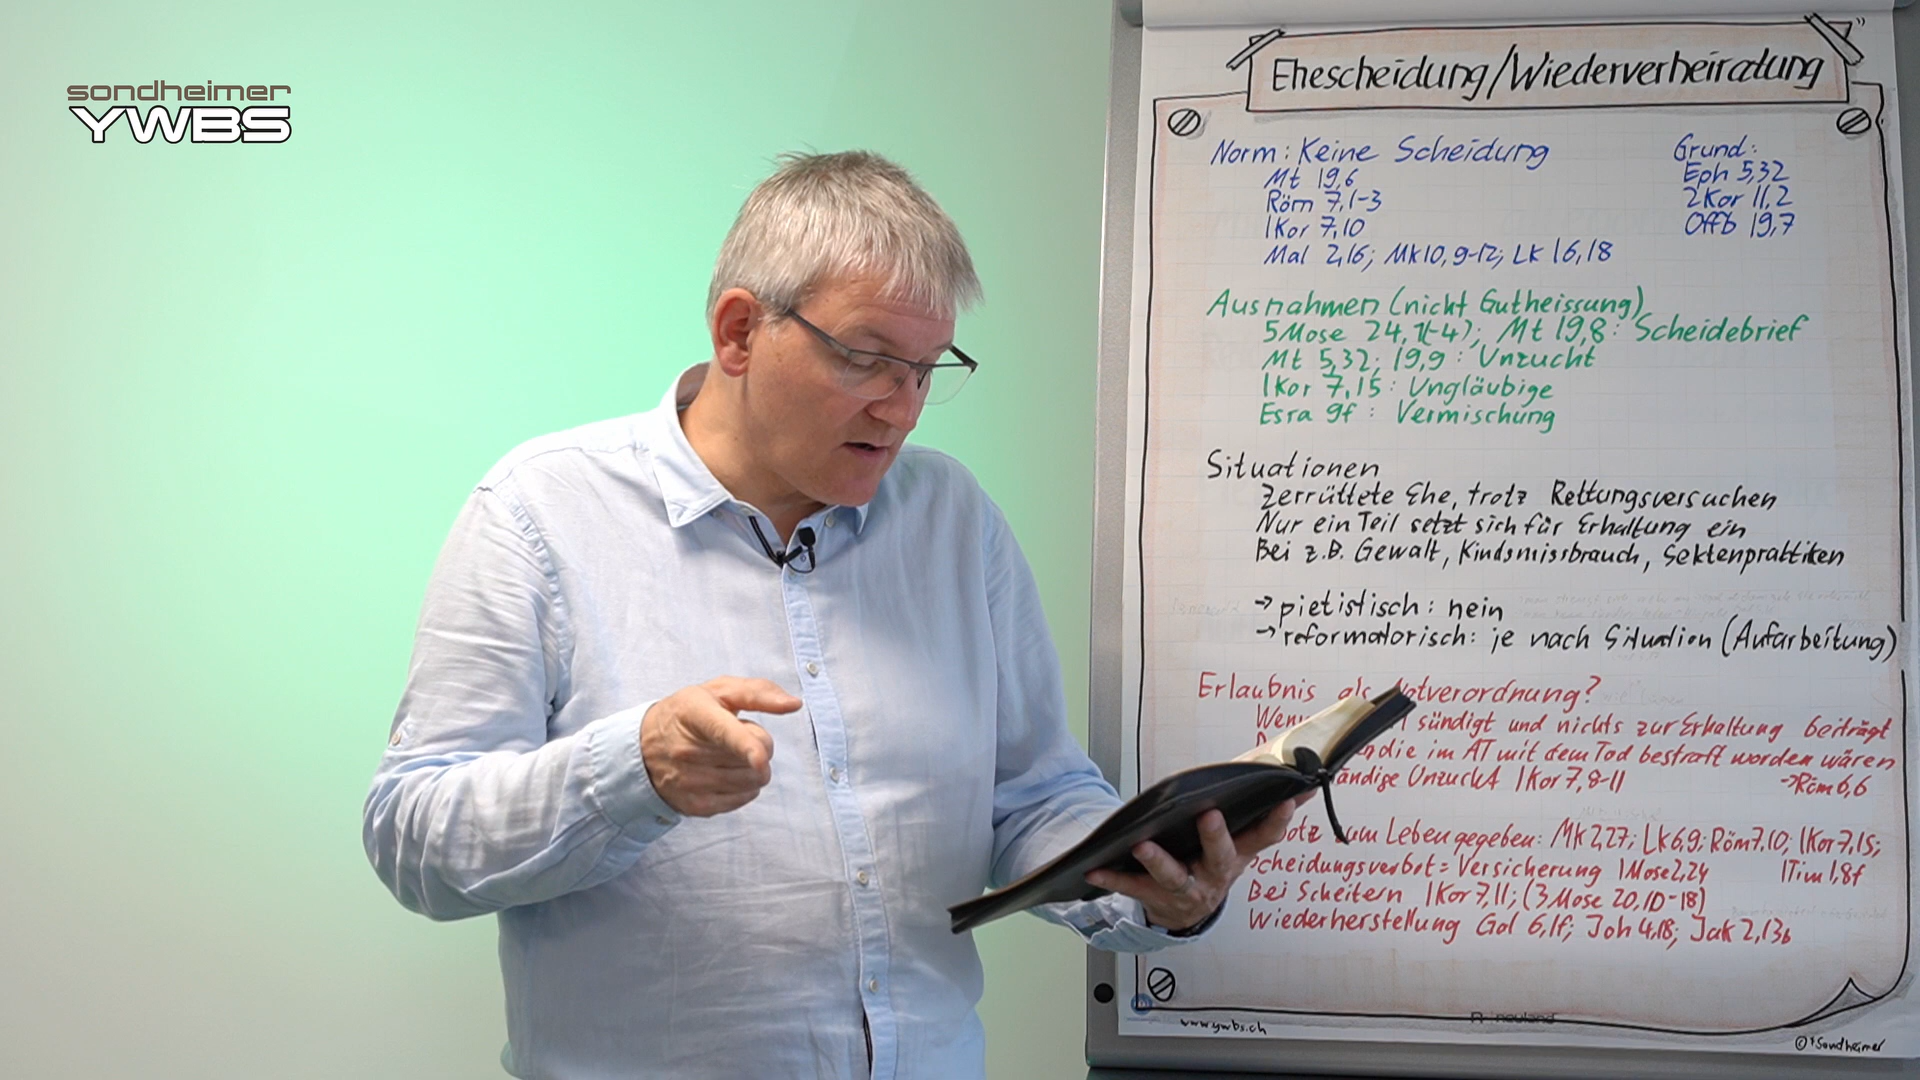 sondheimer
YWBS
Ehescheidung/Wiederverheiratung
Norm: Keine Scheidung
Mt 19,6
Röm 7,1-3
1Kor 7,10
Mal 2,16; Mk10,9-12; Lk 16,18
Grund:
Eph 5,32
2Kor 11,2
Offb 19,7
Ausnahmen (nicht Gutheissung)
5Mose 24,1(-4); Mt 19,8: Scheidebrief
Mt 5,32; 19,9: Unzucht
1Kor 7,15: Ungläubige
Esra 9f: Vermischung
Situationen
Zerrüttete Ehe, trotz Rettungsversuchen
Nur ein Teil setzt sich für Erhaltung ein
Bei z.B. Gewalt, Kindsmissbrauch, Sektenpraktiken
→ pietistisch: nein
→ reformatorisch: je nach Situation (Aufarbeitung)
Erlaubnis als Notverordnung?
sündigt und nichts zur Erhaltung beiträgt
die im AT mit dem Tod bestraft worden wären
Unzucht 1Kor 7,8-11 →Röm 6,6
zum Leben gegeben: Mk 2,27; Lk 6,9; Röm 7,10; 1Kor 7,15;
Scheidungsverbot = Versicherung 1Mose 2,24 1Tim 1,8f
Bei Scheitern 1Kor 7,11; (3Mose 20,10-18)
Wiederherstellung Gal 6,1f; Joh 4,18; Jak 2,13b
www.ywbs.ch
neuland
Sondheimer